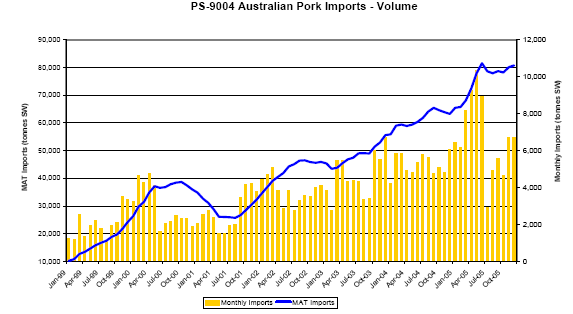 PS-9004 Australian Pork Imports - Volume
MAT Imports (tonnes SW)
90,000
80,000
70,000
60,000
50,000
40,000
30,000
20,000
10,000
12,000
10,000
8,000
6,000
4,000
2,000
0
Monthly Imports (tonnes SW)
Jan-99
Apr-99
Jul-99
Oct-99
Jan-00
Apr-00
Jul-00
Oct-00
Jan-01
Apr-01
Jul-01
Oct-01
Jan-02
Apr-02
Jul-02
Oct-02
Jan-03
Apr-03
Jul-03
Oct-03
Jan-04
Apr-04
Jul-04
Oct-04
Jan-05
Apr-05
Jul-05
Oct-05
Monthly Imports MAT Imports